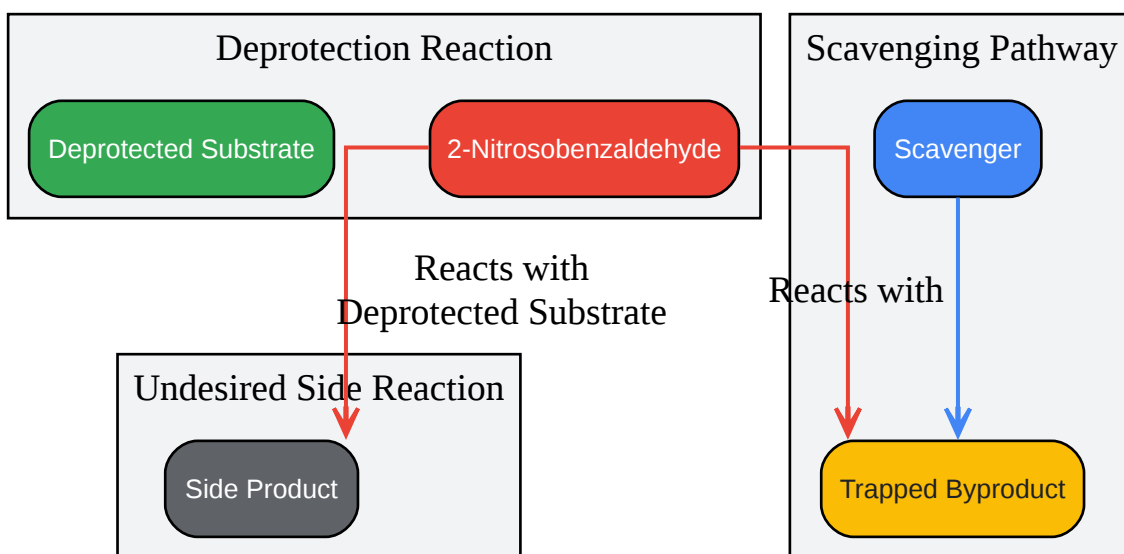 Deprotection Reaction
Scavenging Pathway
Deprotected Substrate
2-Nitrosobenzaldehyde
Scavenger
Reacts with
Deprotected Substrate
Reacts with
Undesired Side Reaction
Side Product
Trapped Byproduct